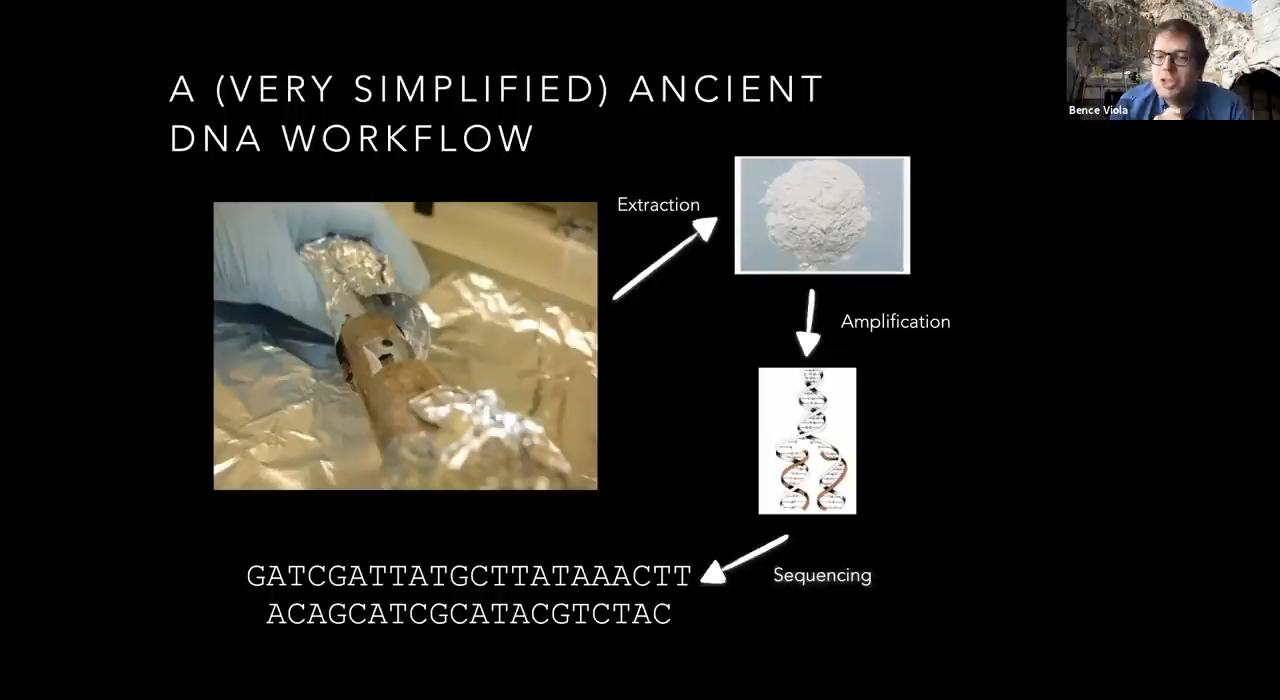 A (VERY SIMPLIFIED) ANCIENT
DNA WORKFLOW
Bence Viola
Extraction
Amplification
Sequencing
GATCGATTATGCTTATAAACTT
ACAGCATCGCATACGTCTAC